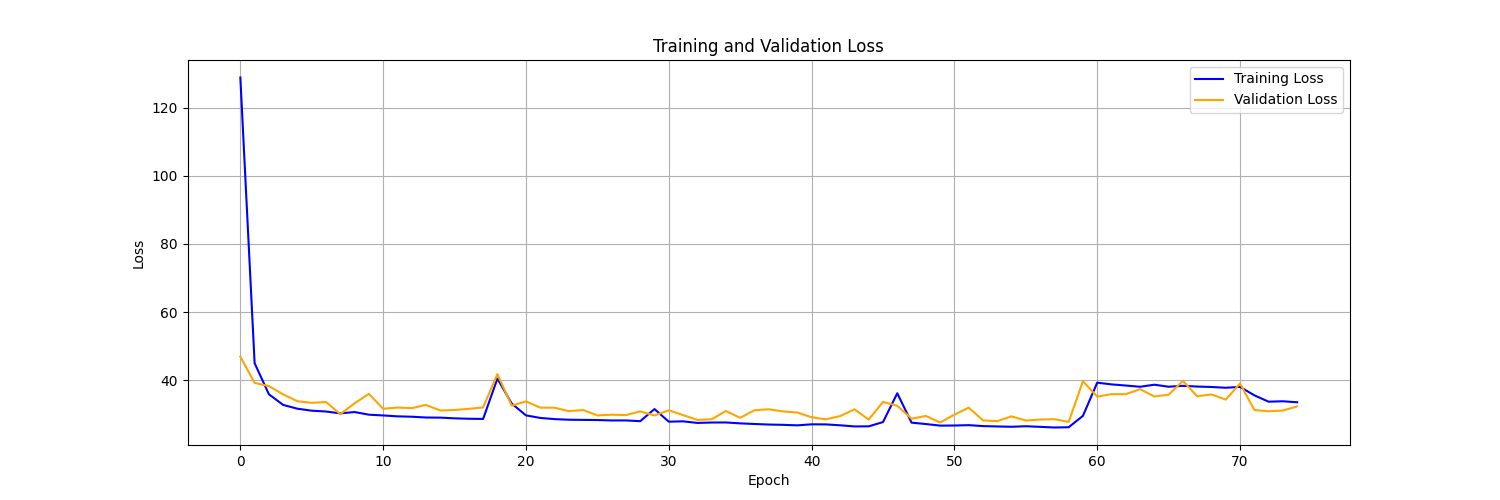 Training and Validation Loss
Training Loss
Validation Loss
120
100
80
60
40
Loss
0 10 20 30 40 50 60 70
Epoch